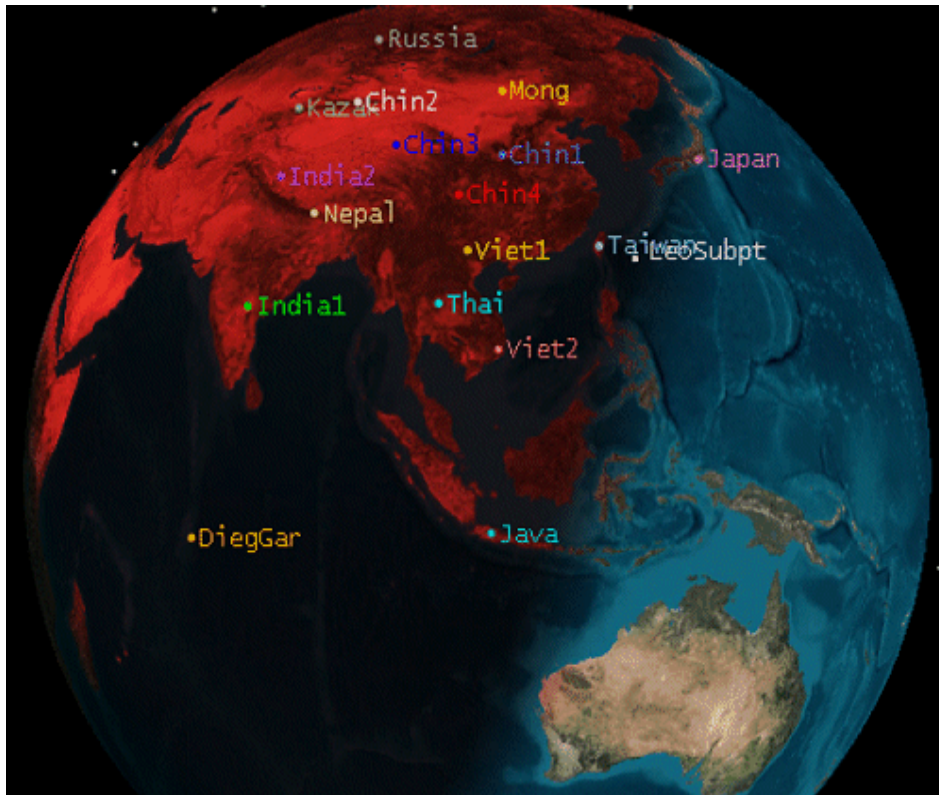 Russia
Mong
Kazak
Chin2
Chin3
Chin1
Japan
India2
Chin4
Nepal
Viet1
Taiwan
LeoSubpt
India1
Thai
Viet2
DiegGar
Java